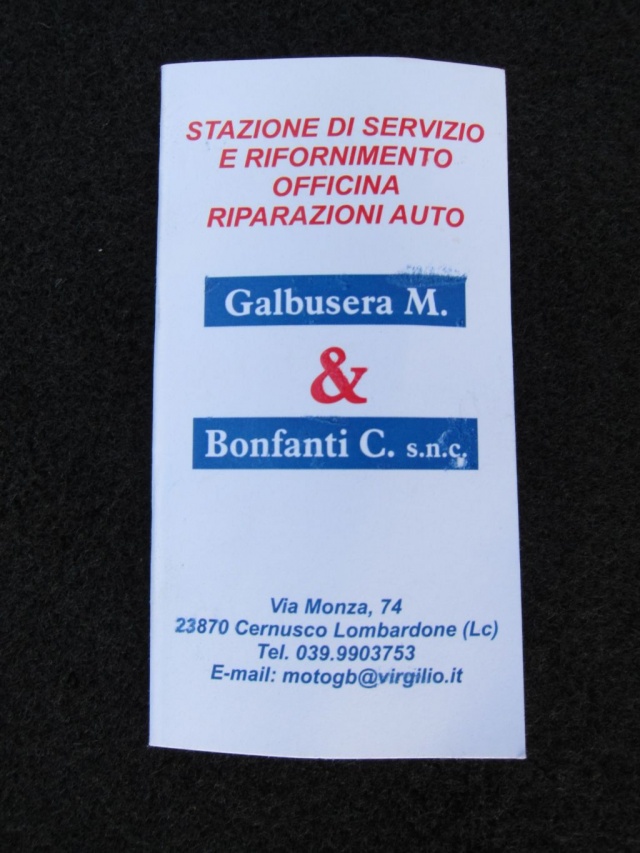 STAZIONE DI SERVIZIO
E RIFORNIMENTO
OFFICINA
RIPARAZIONI AUTO
Galbusera M.
&
Bonfanti C. s.n.c.
Via Monza, 74
23870 Cernusco Lombardone (Lc)
Tel. 039.9903753
E-mail: motogb@virgilio.it